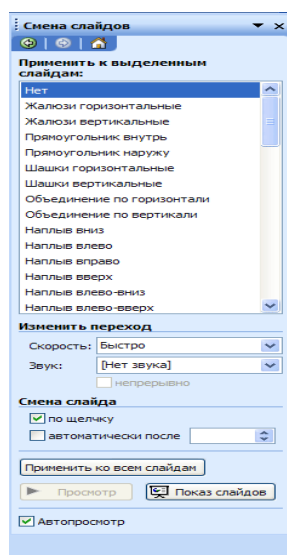 Смена слайдов
Применить к выделенным
слайдам:
Нет
Жалюзи горизонтальные
Жалюзи вертикальные
Прямоугольник внутрь
Прямоугольник наружу
Шашки горизонтальные
Шашки вертикальные
Объединение по горизонтали
Объединение по вертикали
Наплыв вниз
Наплыв влево
Наплыв вправо
Наплыв вверх
Наплыв влево-вниз
Наплыв влево-вверх
Изменить переход
Скорость: Быстро
Звук: [Нет звука]
непрерывно
Смена слайда
по щелчку
автоматически после
Применить ко всем слайдам
Просмотр Показ слайдов
Автопросмотр